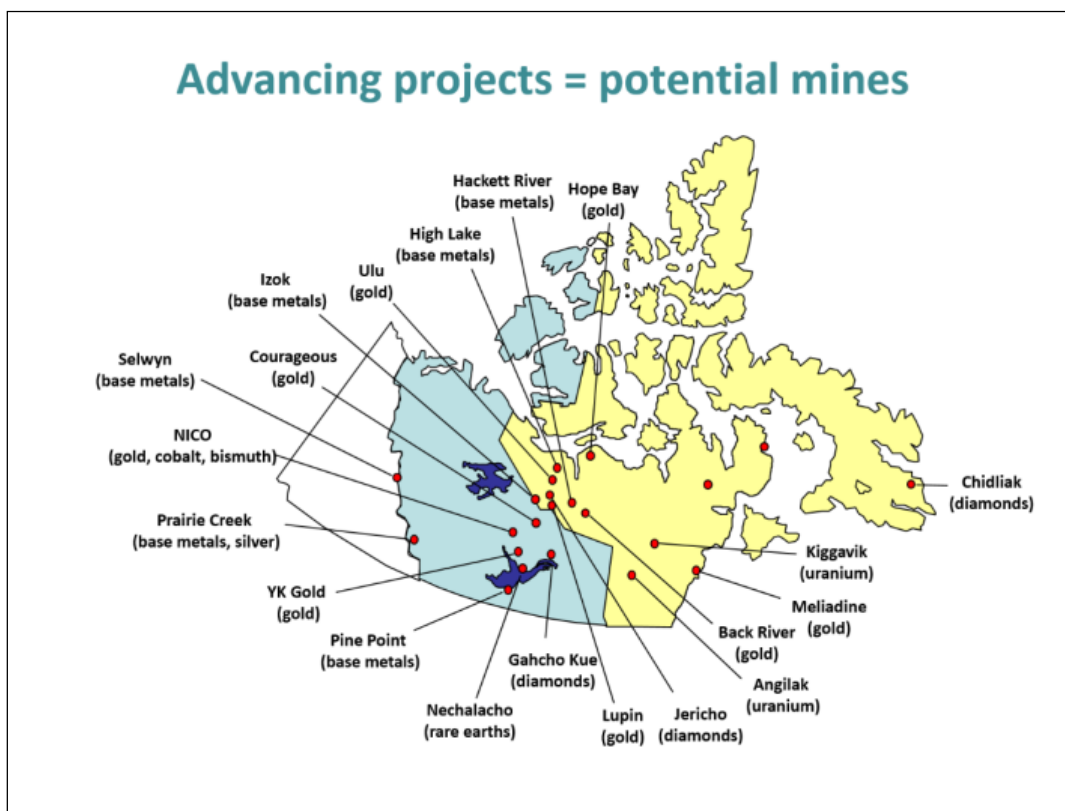 Advancing projects = potential mines
Hackett River
(base metals)
Hope Bay
(gold)
High Lake
(base metals)
Ulu
(gold)
Izok
(base metals)
Courageous
(gold)
Selwyn
(base metals)
NICO
(gold, cobalt, bismuth)
Prairie Creek
(base metals, silver)
YK Gold
(gold)
Pine Point
(base metals)
Nechalacho
(rare earths)
Gahcho Kue
(diamonds)
Lupin
(gold)
Jericho
(diamonds)
Angilak
(uranium)
Back River
(gold)
Meliadine
(gold)
Kiggavik
(uranium)
Chidliak
(diamonds)